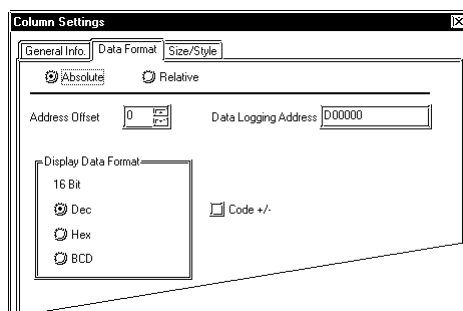 Column Settings
General Info. Data Format Size/Style
Absolute Relative
Address Offset 0 Data Logging Address D00000
Display Data Format
16 Bit
Dec Code +/-
Hex
BCD